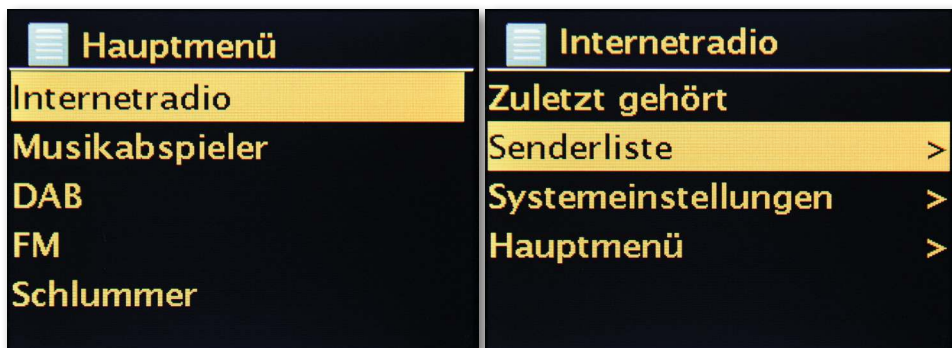 Hauptmenü
Internetradio
Musikabspieler
DAB
FM
Schlummer
Internetradio
Zuletzt gehört
Senderliste >
Systemeinstellungen >
Hauptmenü >